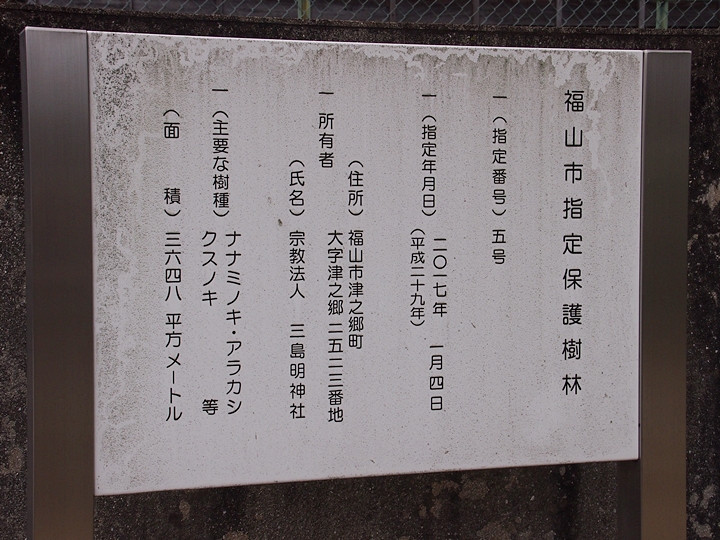 福山市指定保護樹林
一（指定番号）五号
一（指定年月日）二〇一七年　一月四日
（平成二十九年）
一所有者
（住所）福山市津之郷町
大字津之郷二五二三番地
（氏名）宗教法人　三島明神社
一（主要な樹種）ナナミノキ・アラカシ
クスノキ　等
（面　積）三六四八平方メートル